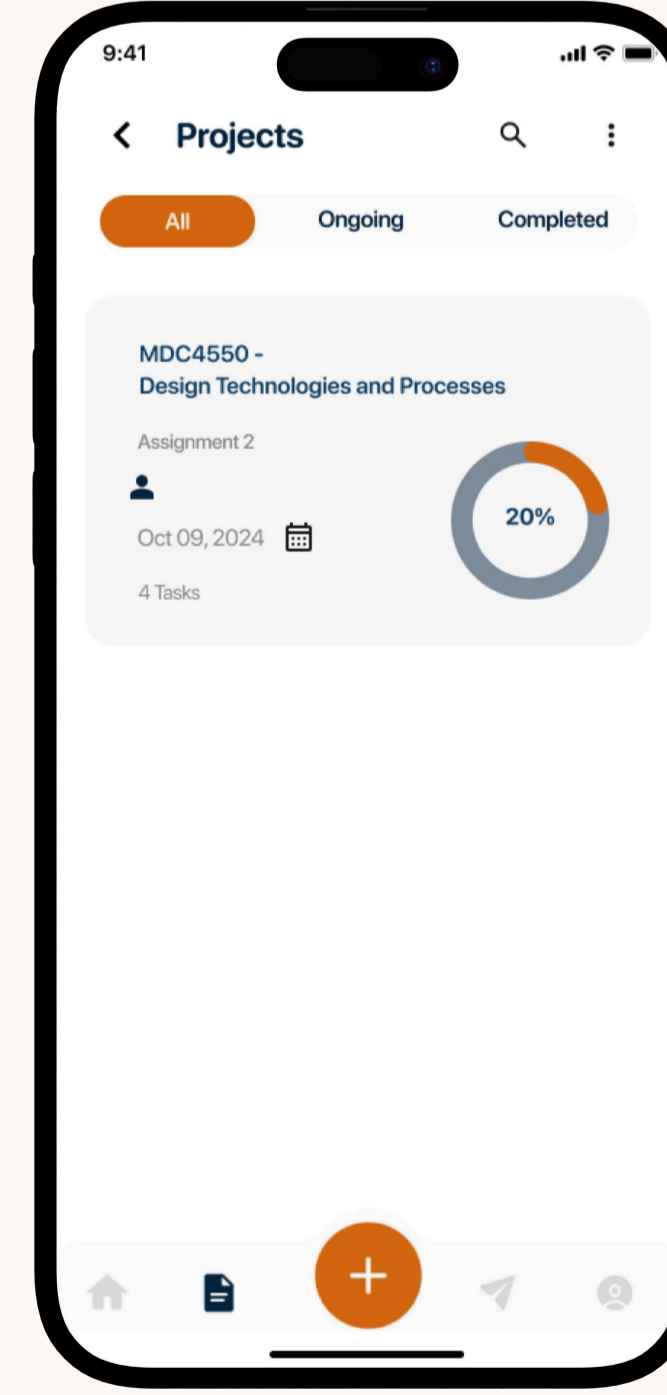 9:41
Projects
All
Ongoing
Completed
MDC4550 -
Design Technologies and Processes
Assignment 2
Oct 09, 2024
20%
4 Tasks